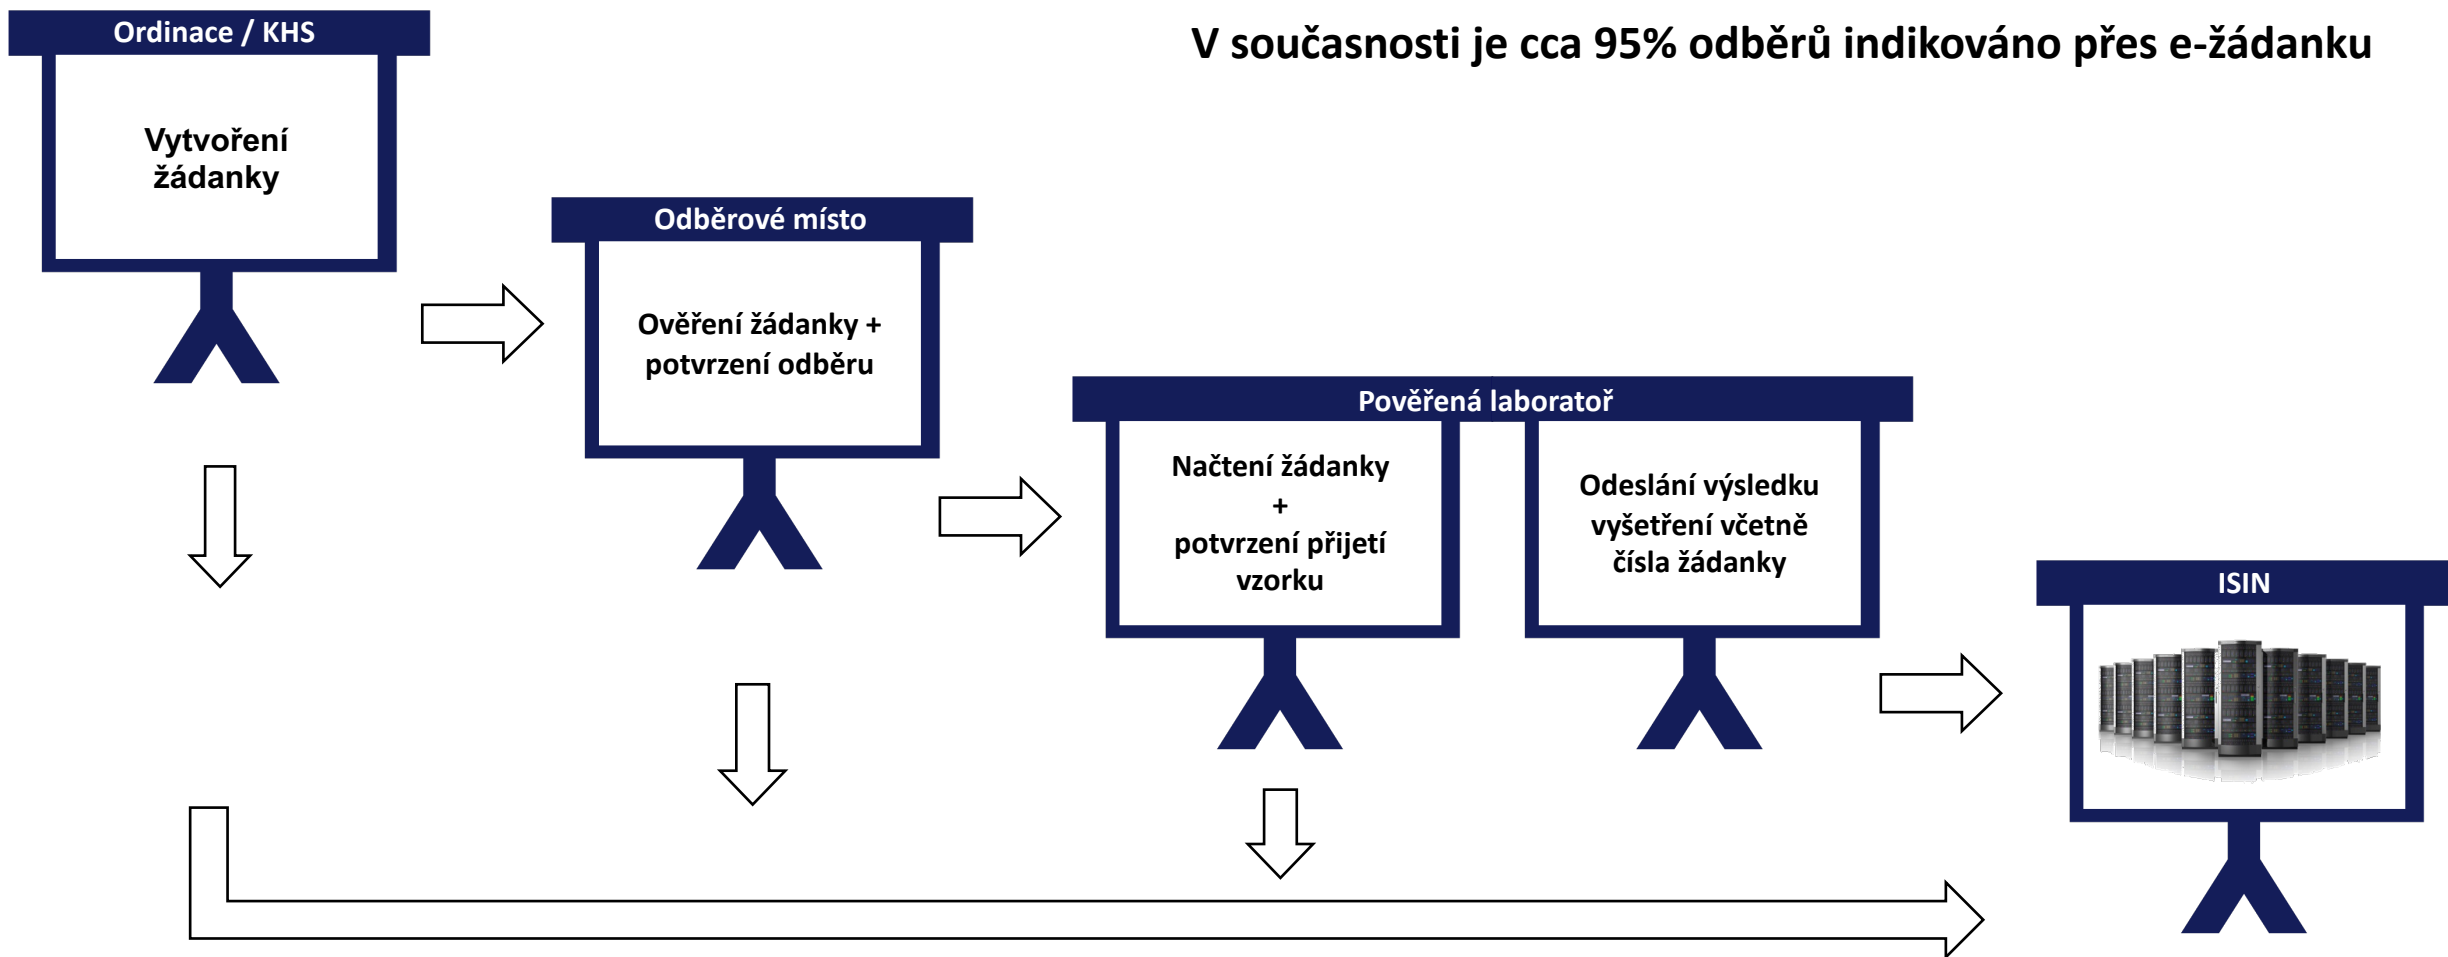 Ordinace / KHS
V současnosti je cca 95% odběrů indikováno přes e-žádanku
Vytvoření
žádanky
Odběrové místo
Ověření žádanky +
potvrzení odběru
Pověřená laboratoř
Načtení žádanky
+
potvrzení přijetí
vzorku
Odeslání výsledku
vyšetření včetně
čísla žádanky
ISIN